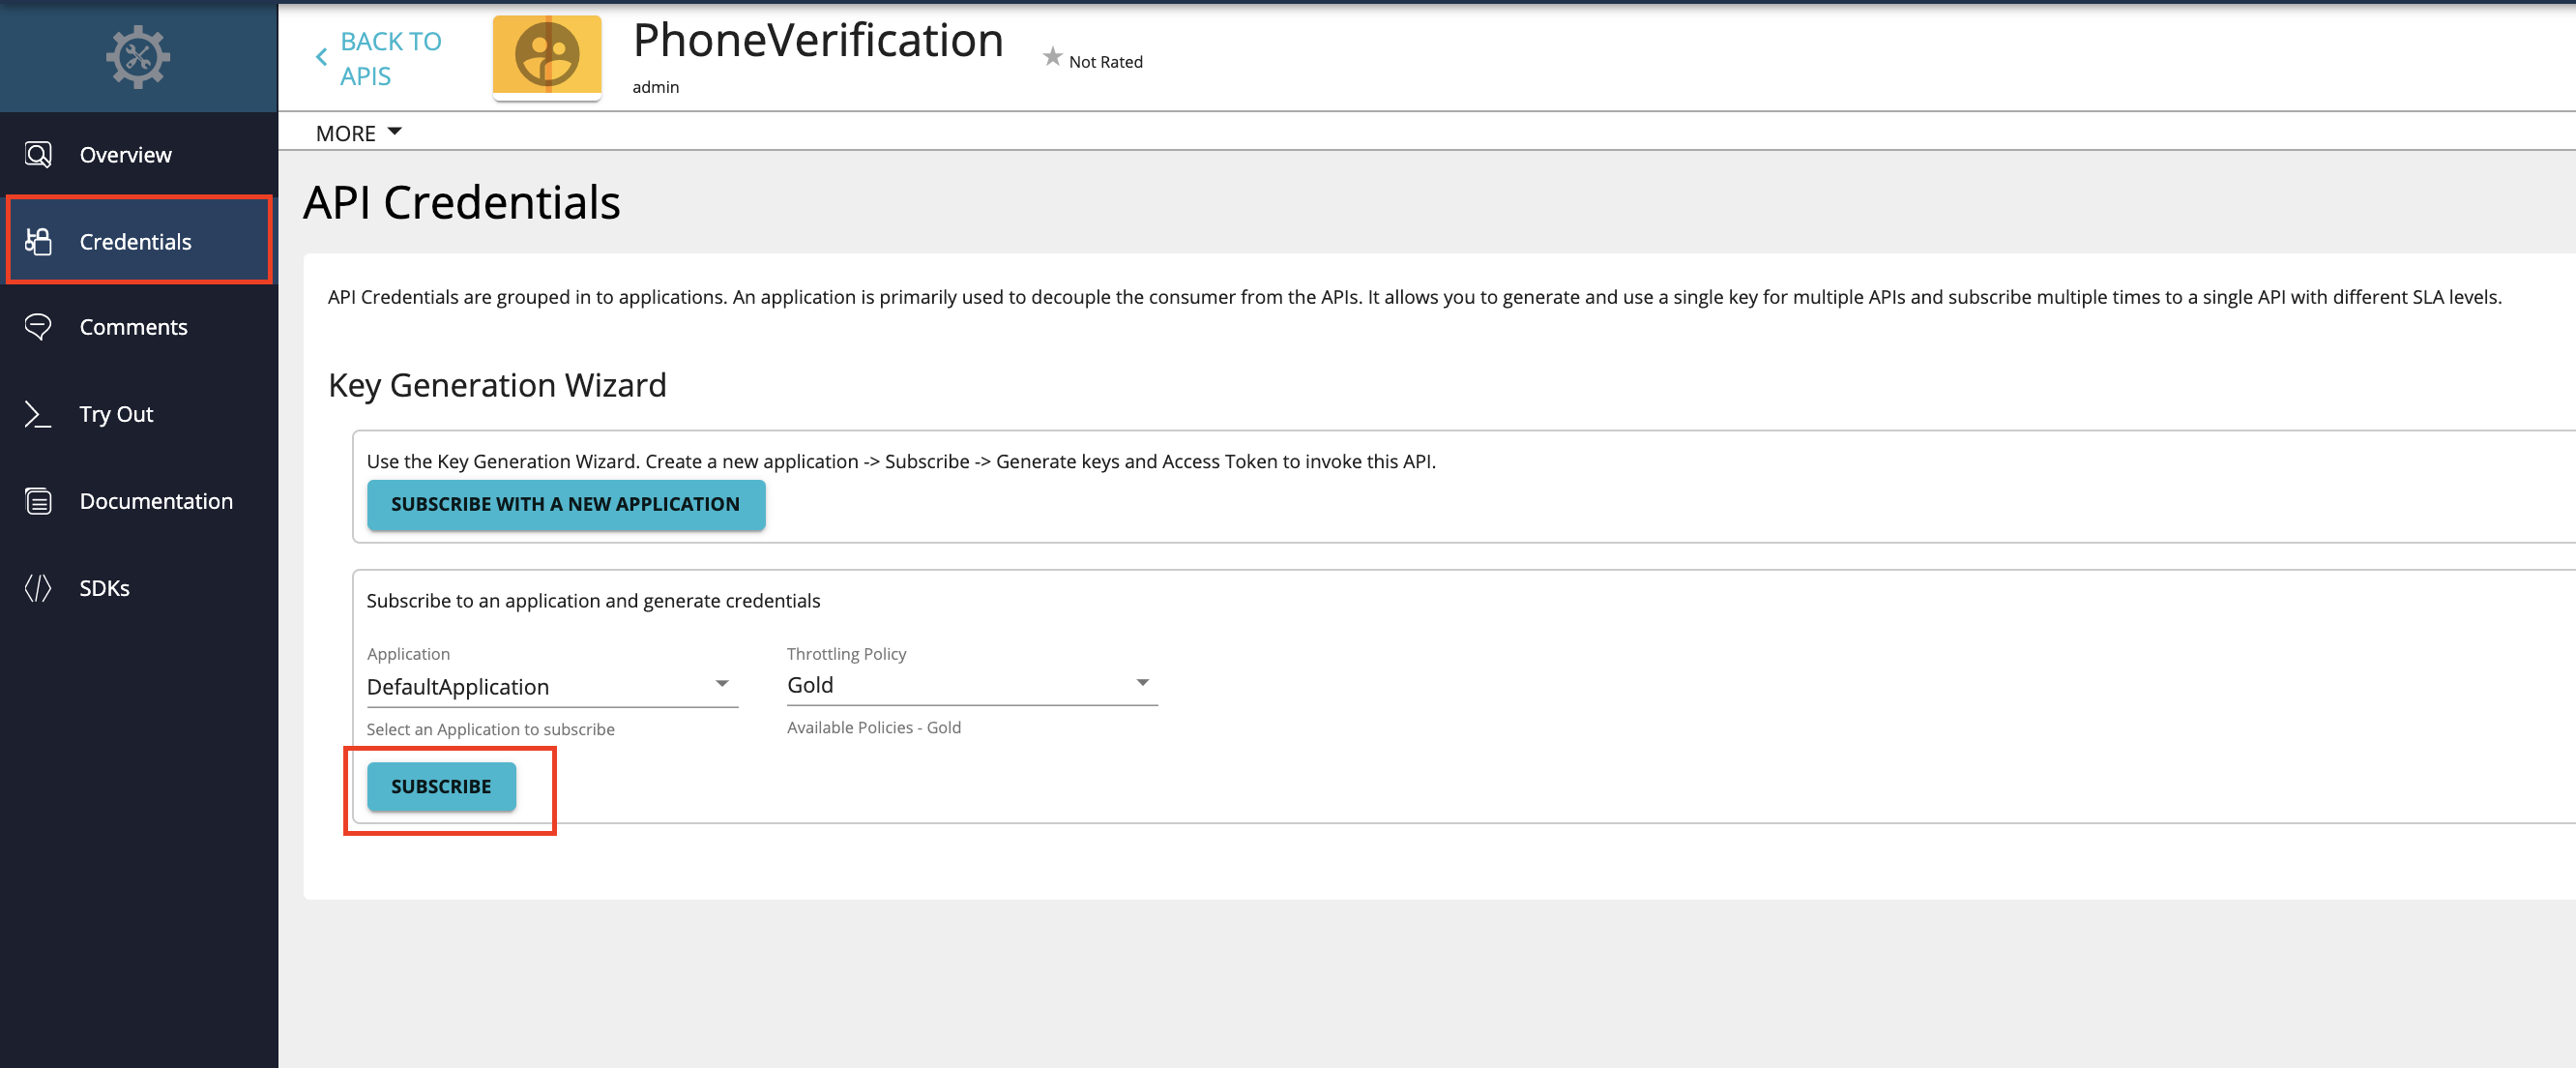 BACK TO
APIS
PhoneVerification
admin
Not Rated
MORE
Overview
Credentials
Comments
Try Out
Documentation
SDKs
API Credentials
API Credentials are grouped in to applications. An application is primarily used to decouple the consumer from the APIs. It allows you to generate and use a single key for multiple APIs and subscribe multiple times to a single API with different SLA levels.
Key Generation Wizard
Use the Key Generation Wizard. Create a new application -> Subscribe -> Generate keys and Access Token to invoke this API.
SUBSCRIBE WITH A NEW APPLICATION
Subscribe to an application and generate credentials
Application
DefaultApplication
Select an Application to subscribe
Throttling Policy
Gold
Available Policies - Gold
SUBSCRIBE